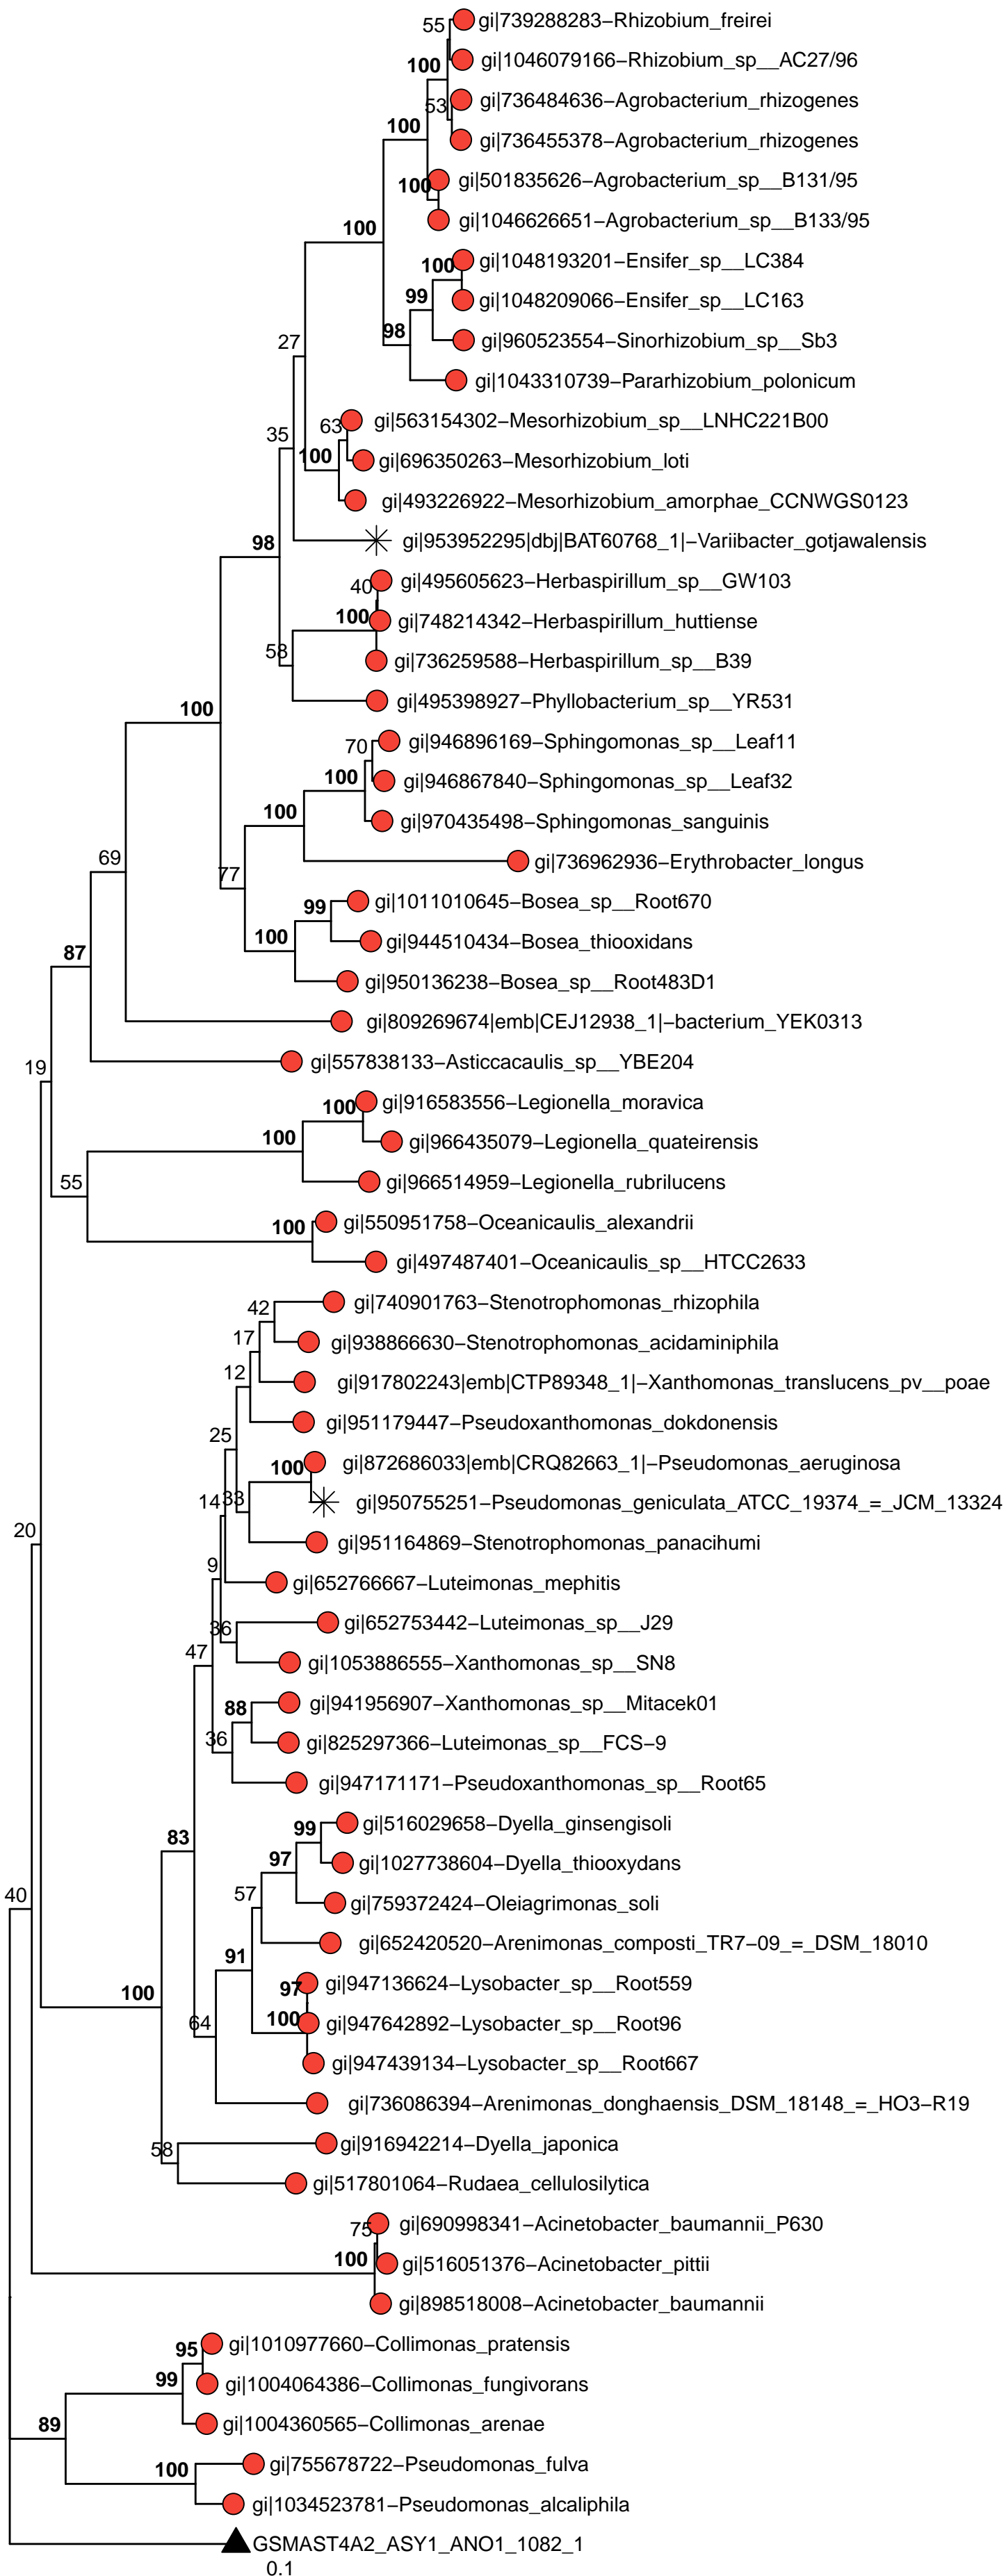 55
gi|739288283–Rhizobium_freirei
gi|1046079166–Rhizobium_sp__AC27/96
100
gi|736484636–Agrobacterium_rhizogenes
53
gi|736455378–Agrobacterium_rhizogenes
100
gi|501835626–Agrobacterium_sp__B131/95
100
gi|1046626651–Agrobacterium_sp__B133/95
100
gi|1048193201–Ensifer_sp__LC384
100
gi|1048209066–Ensifer_sp__LC163
99
gi|960523554–Sinorhizobium_sp__Sb3
98
gi|1043310739–Pararhizobium_polonicum
27
gi|563154302–Mesorhizobium_sp__LNHC221B00
63
gi|696350263–Mesorhizobium_loti
100
gi|493226922–Mesorhizobium_amorphae_CCNWGS0123
35
gi|953952295|dbj|BAT60768_1|–Variibacter_gotjawalensis
98
gi|495605623–Herbaspirillum_sp__GW103
40
gi|748214342–Herbaspirillum_huttiense
100
gi|736259588–Herbaspirillum_sp__B39
58
gi|495398927–Phyllobacterium_sp__YR531
100
gi|946896169–Sphingomonas_sp__Leaf11
70
gi|946867840–Sphingomonas_sp__Leaf32
100
gi|970435498–Sphingomonas_sanguinis
100
gi|736962936–Erythrobacter_longus
69
77
gi|1011010645–Bosea_sp__Root670
99
gi|944510434–Bosea_thiooxidans
100
gi|950136238–Bosea_sp__Root483D1
87
gi|809269674|emb|CEJ12938_1|–bacterium_YEK0313
gi|557838133–Asticcacaulis_sp__YBE204
19
gi|916583556–Legionella_moravica
100
gi|966435079–Legionella_quateirensis
100
gi|966514959–Legionella_rubrilucens
55
gi|550951758–Oceanicaulis_alexandrii
100
gi|497487401–Oceanicaulis_sp__HTCC2633
gi|740901763–Stenotrophomonas_rhizophila
42
gi|938866630–Stenotrophomonas_acidaminiphila
17
gi|917802243|emb|CTP89348_1|–Xanthomonas_translucens_pv__poae
12
gi|951179447–Pseudoxanthomonas_dokdonensis
25
gi|872686033|emb|CRQ82663_1|–Pseudomonas_aeruginosa
100
gi|950755251–Pseudomonas_geniculata_ATCC_19374_=_JCM_13324
14
33
20
gi|951164869–Stenotrophomonas_panacihumi
9
gi|652766667–Luteimonas_mephitis
gi|652753442–Luteimonas_sp__J29
36
47
gi|1053886555–Xanthomonas_sp__SN8
gi|941956907–Xanthomonas_sp__Mitacek01
88
36
gi|825297366–Luteimonas_sp__FCS–9
gi|947171171–Pseudoxanthomonas_sp__Root65
83
gi|516029658–Dyella_ginsengisoli
99
gi|1027738604–Dyella_thiooxydans
97
57
40
gi|759372424–Oleiagrimonas_soli
gi|652420520–Arenimonas_composti_TR7–09_=_DSM_18010
91
gi|947136624–Lysobacter_sp__Root559
97
100
gi|947642892–Lysobacter_sp__Root96
100
64
gi|947439134–Lysobacter_sp__Root667
gi|736086394–Arenimonas_donghaensis_DSM_18148_=_HO3–R19
gi|916942214–Dyella_japonica
58
gi|517801064–Rudaea_cellulosilytica
gi|690998341–Acinetobacter_baumannii_P630
75
gi|516051376–Acinetobacter_pittii
100
gi|898518008–Acinetobacter_baumannii
gi|1010977660–Collimonas_pratensis
95
gi|1004064386–Collimonas_fungivorans
99
gi|1004360565–Collimonas_arenae
89
gi|755678722–Pseudomonas_fulva
100
gi|1034523781–Pseudomonas_alcaliphila
GSMAST4A2_ASY1_ANO1_1082_1
0.1